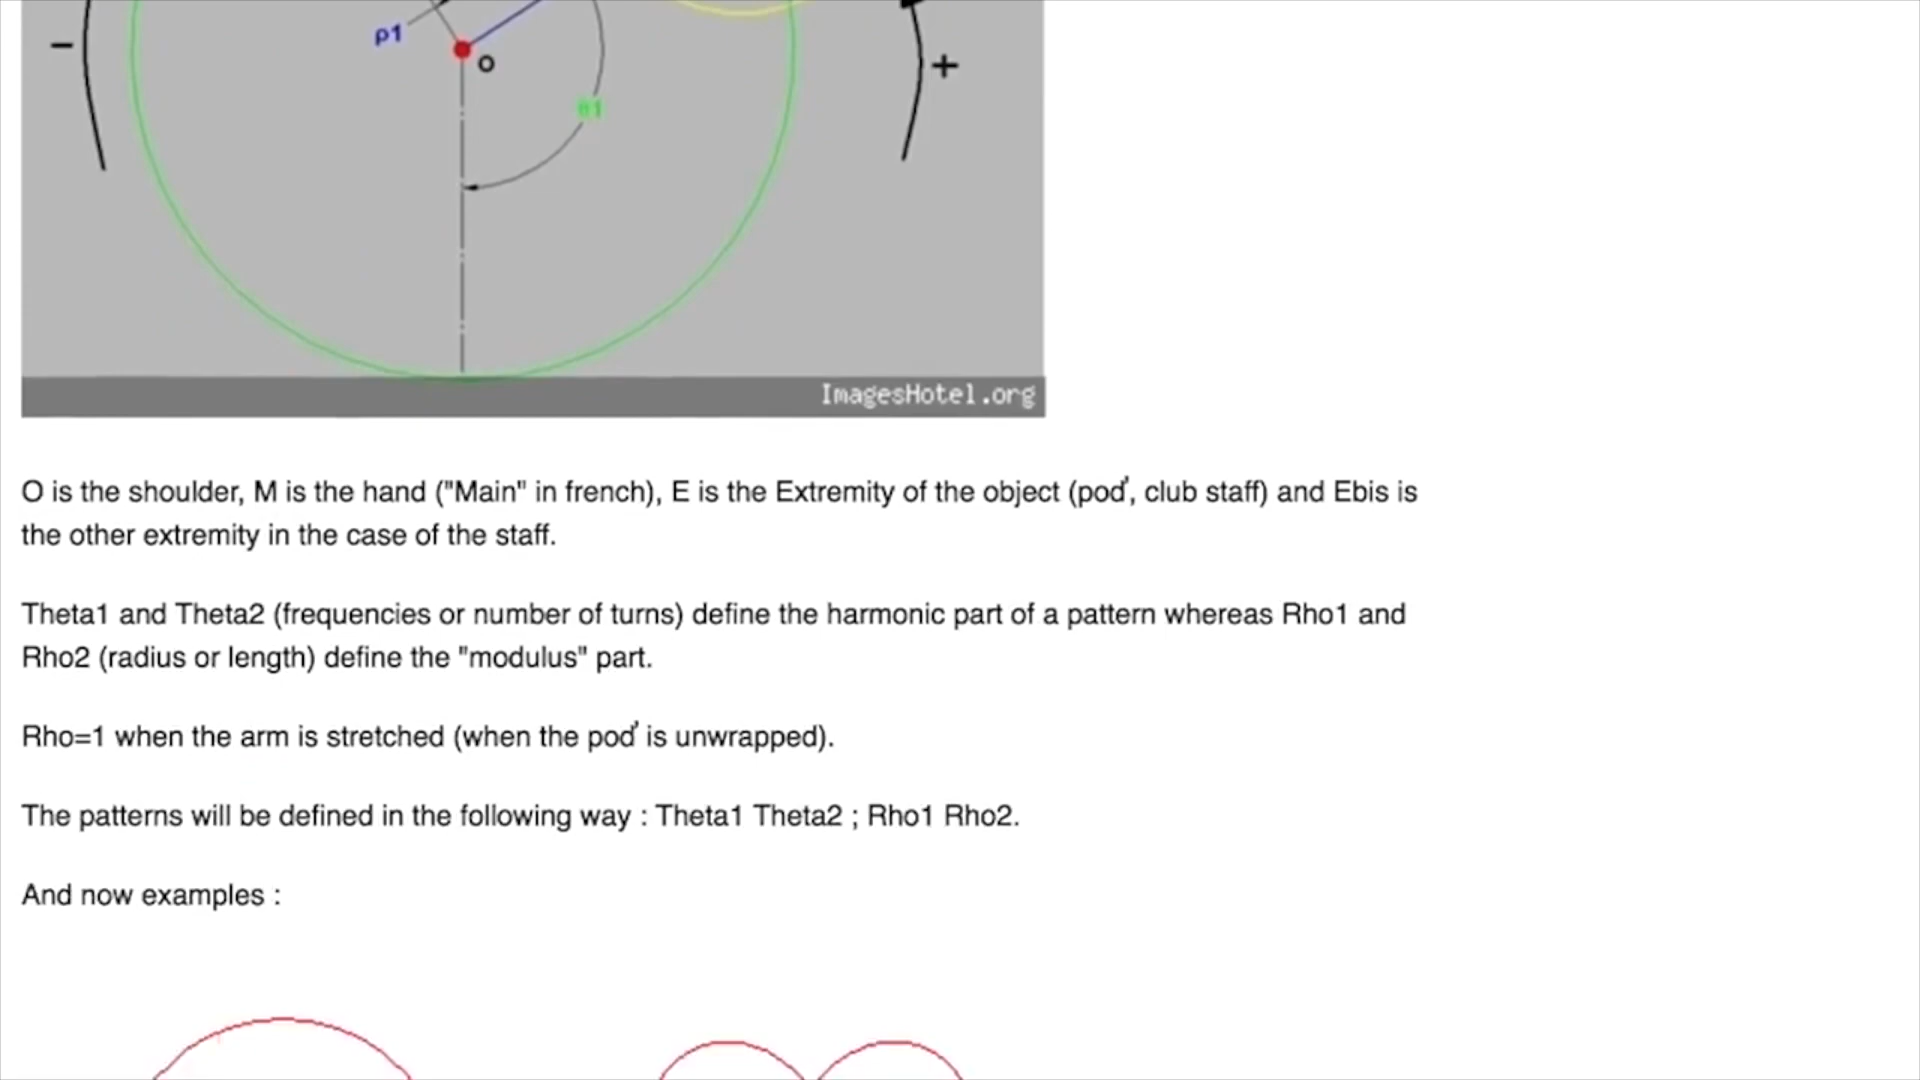 ρ1
-
O
+
θ1
ImagesHotel.org
O is the shoulder, M is the hand ("Main" in french), E is the Extremity of the object (poď, club staff) and Ebis is
the other extremity in the case of the staff.
Theta1 and Theta2 (frequencies or number of turns) define the harmonic part of a pattern whereas Rho1 and
Rho2 (radius or length) define the "modulus" part.
Rho=1 when the arm is stretched (when the poď is unwrapped).
The patterns will be defined in the following way : Theta1 Theta2 ; Rho1 Rho2.
And now examples :